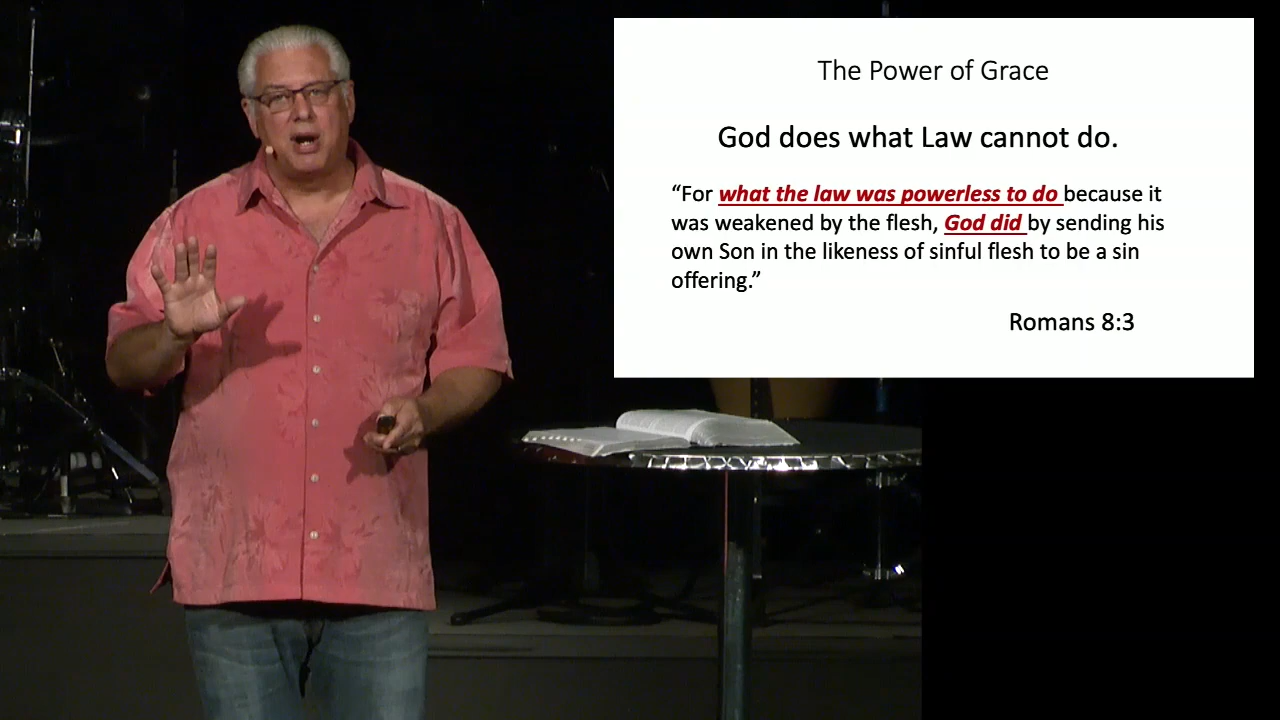 The Power of Grace
God does what Law cannot do.
“For what the law was powerless to do because it
was weakened by the flesh, God did by sending his
own Son in the likeness of sinful flesh to be a sin
offering.”
Romans 8:3